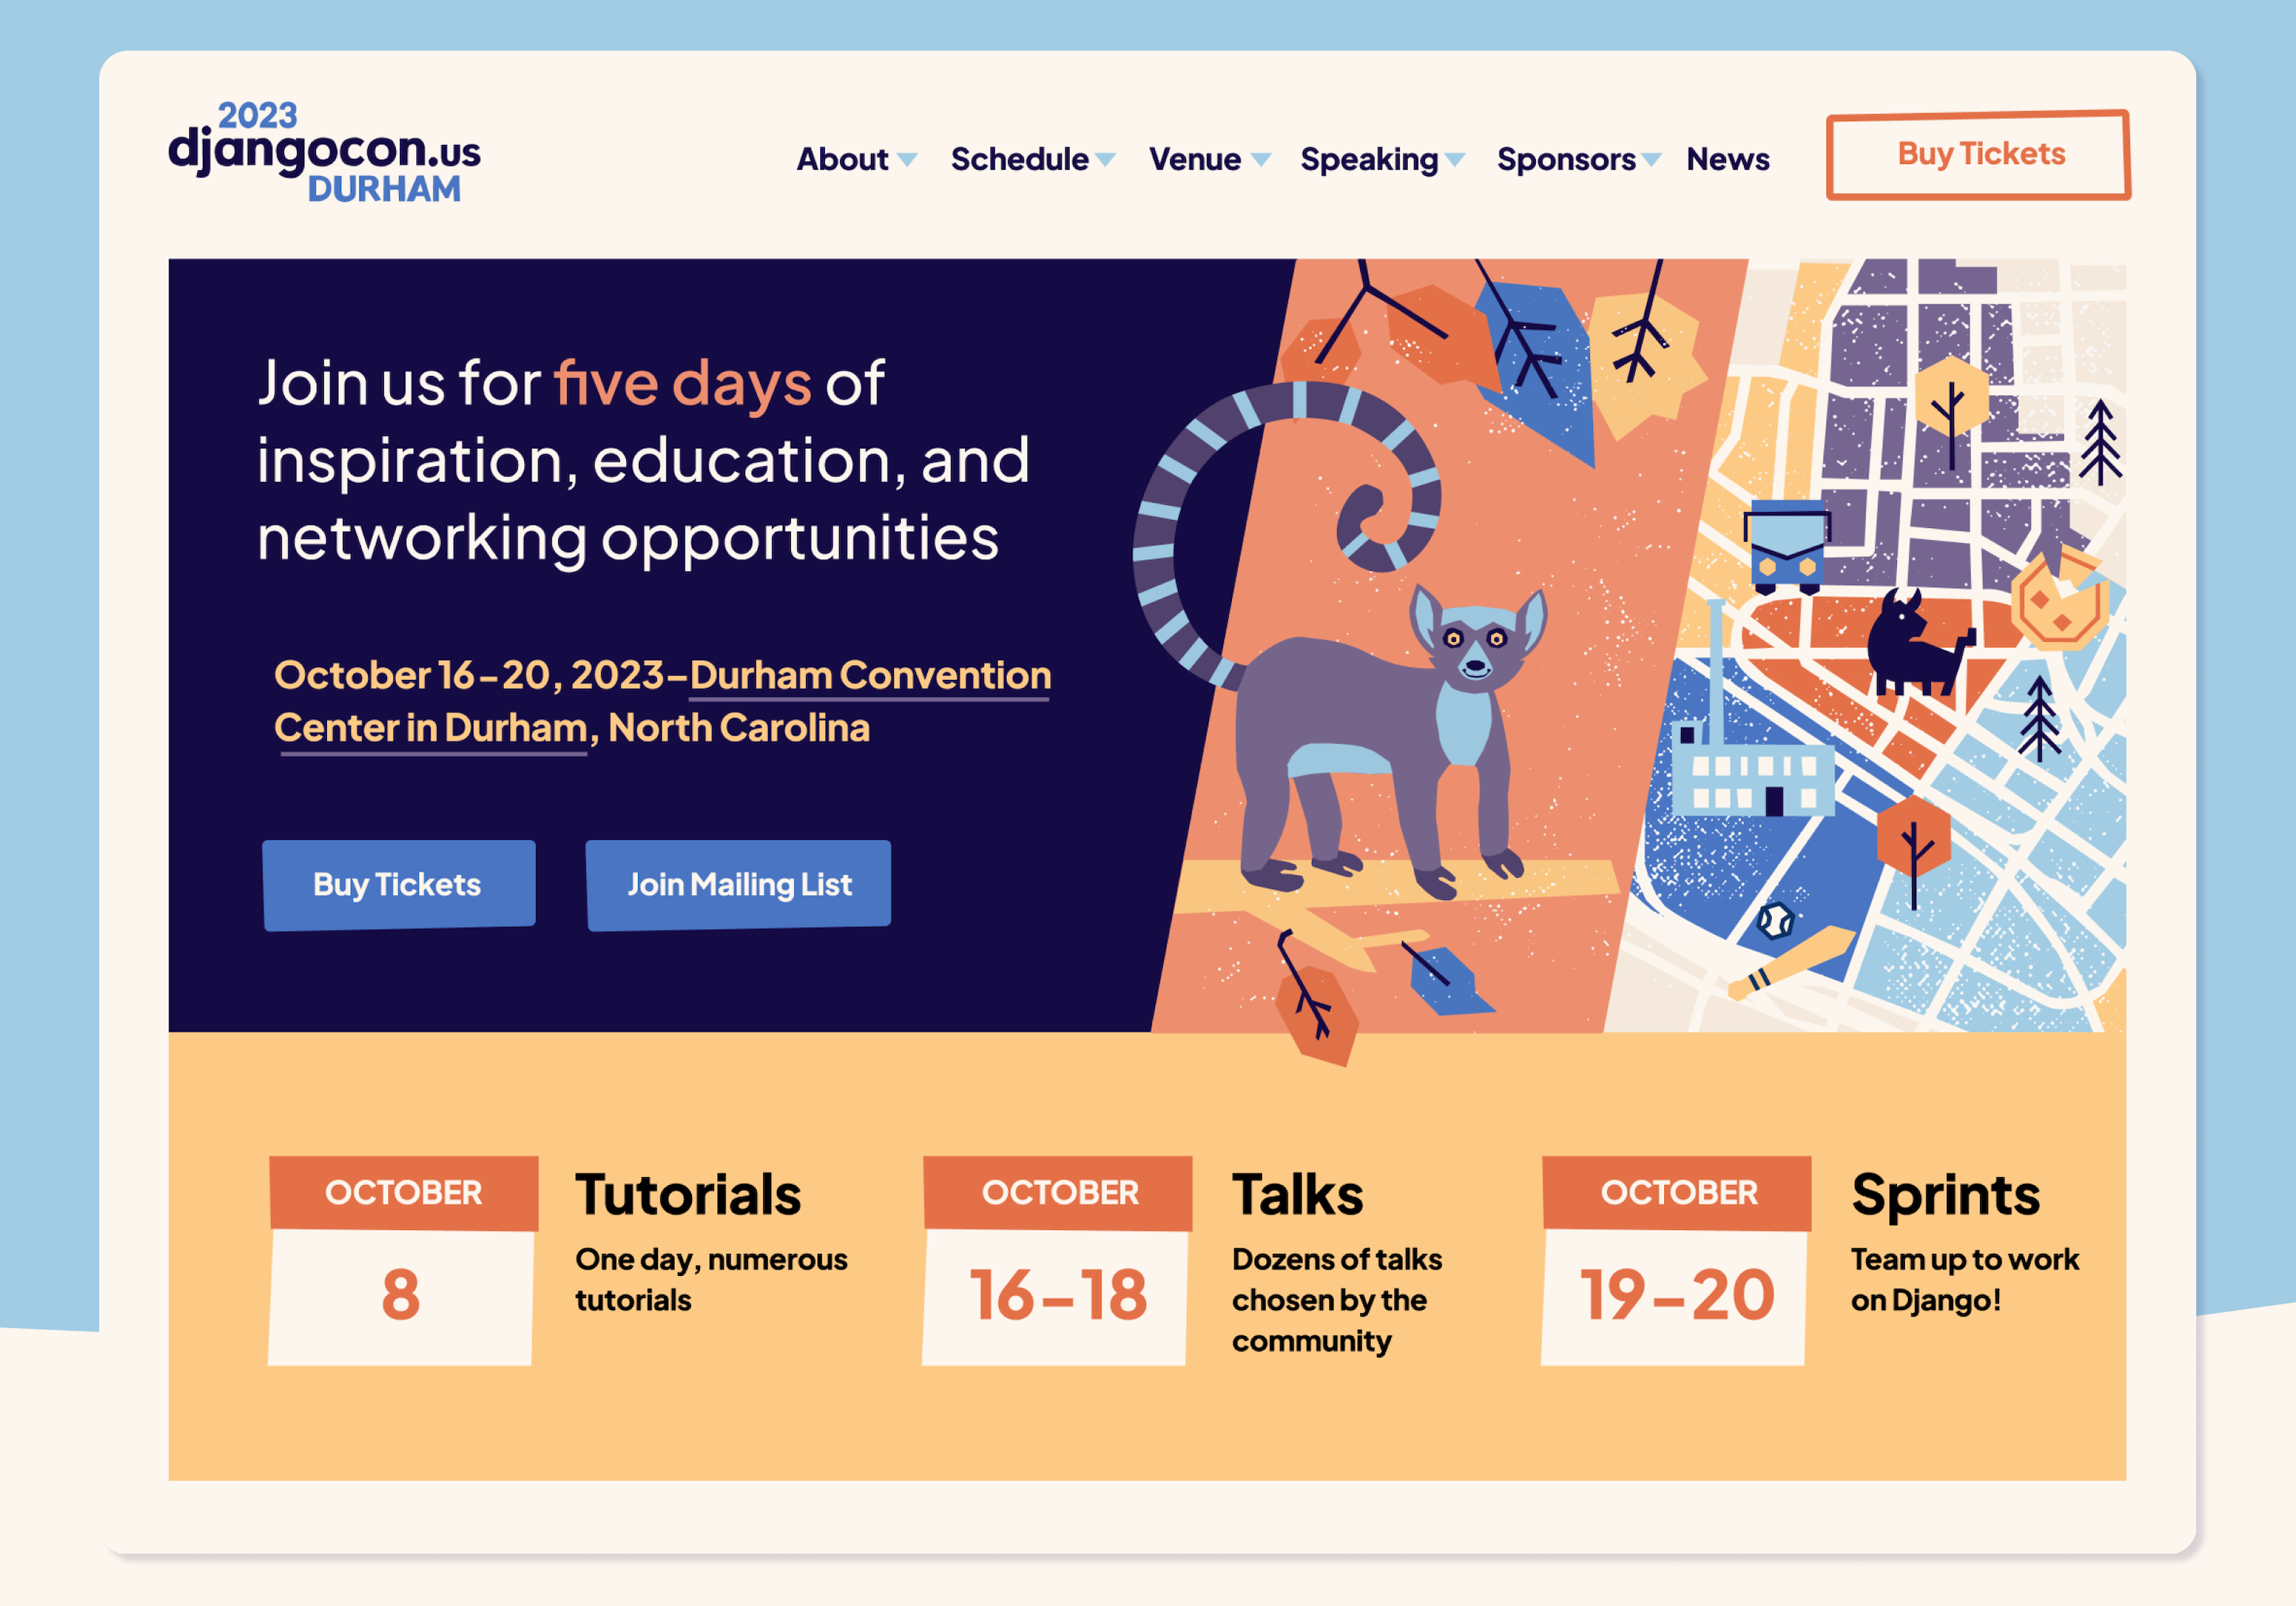 2023
djangocon.us
DURHAM
About Schedule Venue Speaking Sponsors News Buy Tickets
Join us for five days of
inspiration, education, and
networking opportunities
October 16–20, 2023–Durham Convention
Center in Durham, North Carolina
Buy Tickets Join Mailing List
OCTOBER
8
Tutorials
One day, numerous
tutorials
OCTOBER
16–18
Talks
Dozens of talks
chosen by the
community
OCTOBER
19–20
Sprints
Team up to work
on Django!